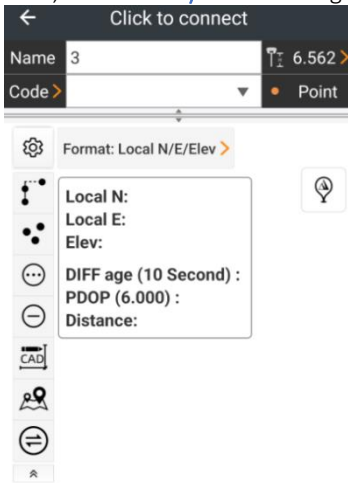 Click to connect
Name 3 6.562
Code Point
Format: Local N/E/Elev
Local N:
Local E:
Elev:
DIFF age (10 Second) :
PDOP (6.000) :
Distance:
CAD